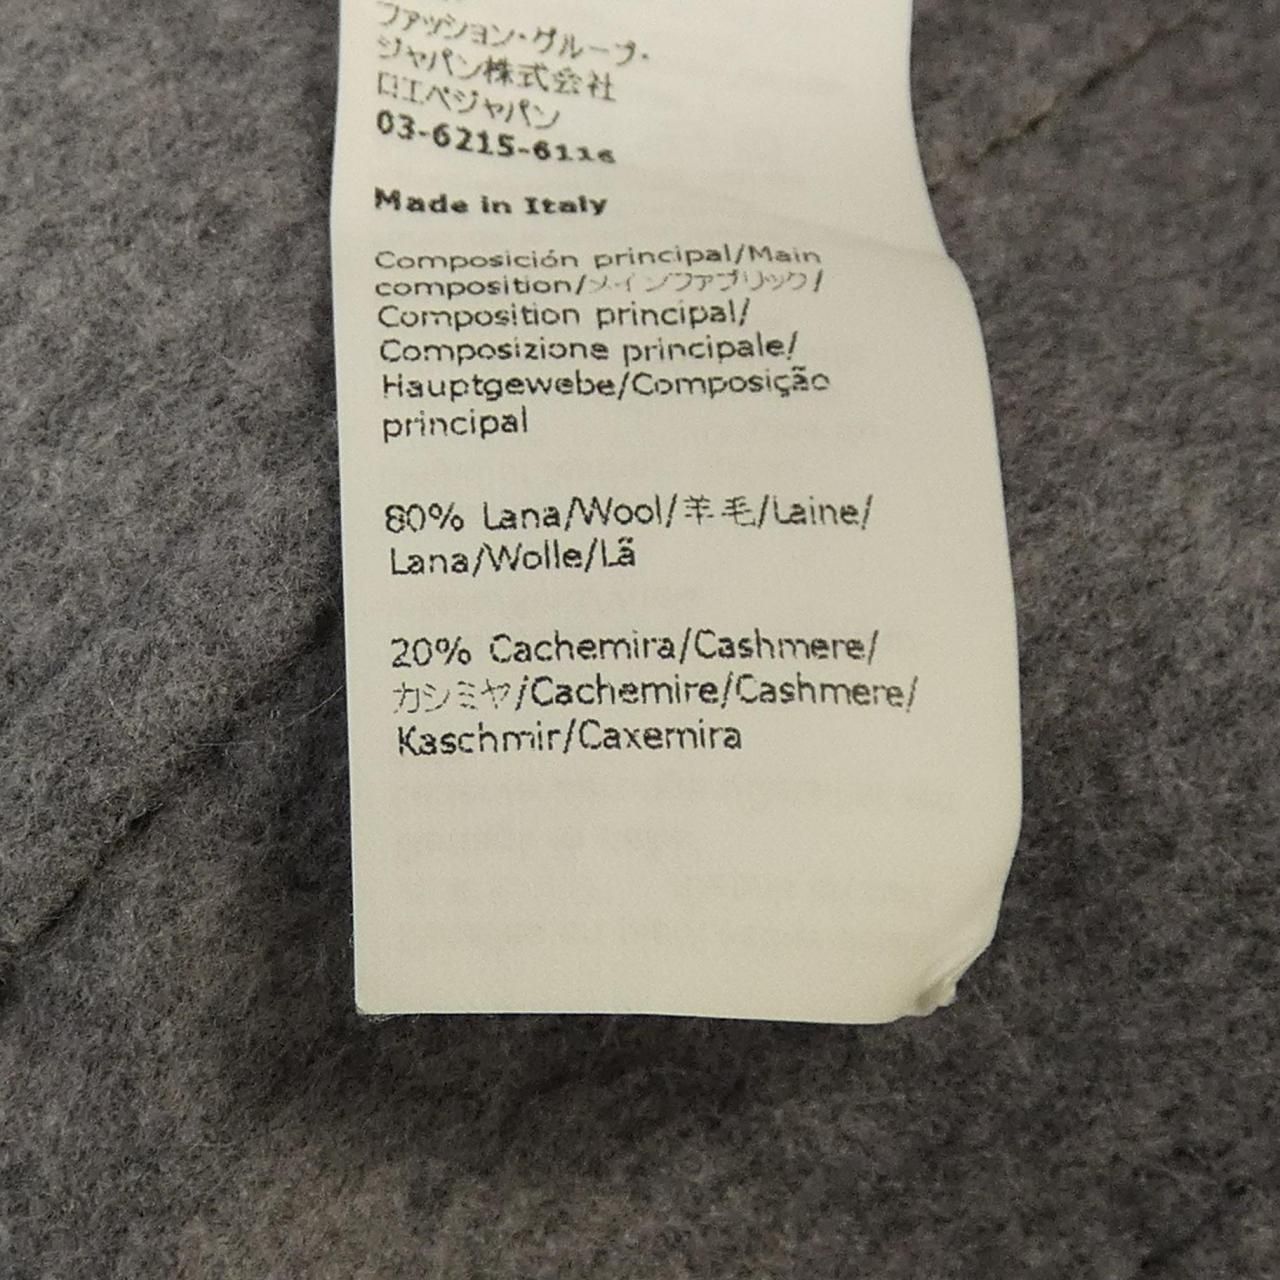 ファッション・グループ・
ジャパン株式会社
ロエベジャパン
03-6215-6116
Made in Italy
Composición principal/Main
composition/メインファブリック/
Composition principal/
Composizione principale/
Hauptgewebe/Composição
principal
80% Lana/Wool/羊毛/Laine/
Lana/Wolle/Lã
20% Cachemira/Cashmere/
カシミヤ/Cachemire/Cashmere/
Kaschmir/Caxemira